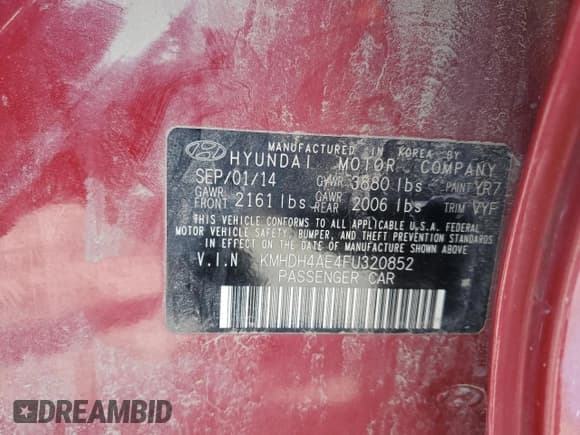 MANUFACTURED IN KOREA BY
HYUNDAI MOTOR COMPANY
SEP/01/14 GVWR 3880 lbs PAINT YR7
GAWR FRONT 2161 lbs GAWR REAR 2006 lbs TRIM VYF
THIS VEHICLE CONFORMS TO ALL APPLICABLE U.S.A. FEDERAL
MOTOR VEHICLE SAFETY, BUMPER, AND THEFT PREVENTION
STANDARDS IN EFFECT ON THE DATE OF MANUFACTURE SHOWN
ABOVE
V.I.N KMHDH4AE4FU320852
PASSENGER CAR
DREAMBID